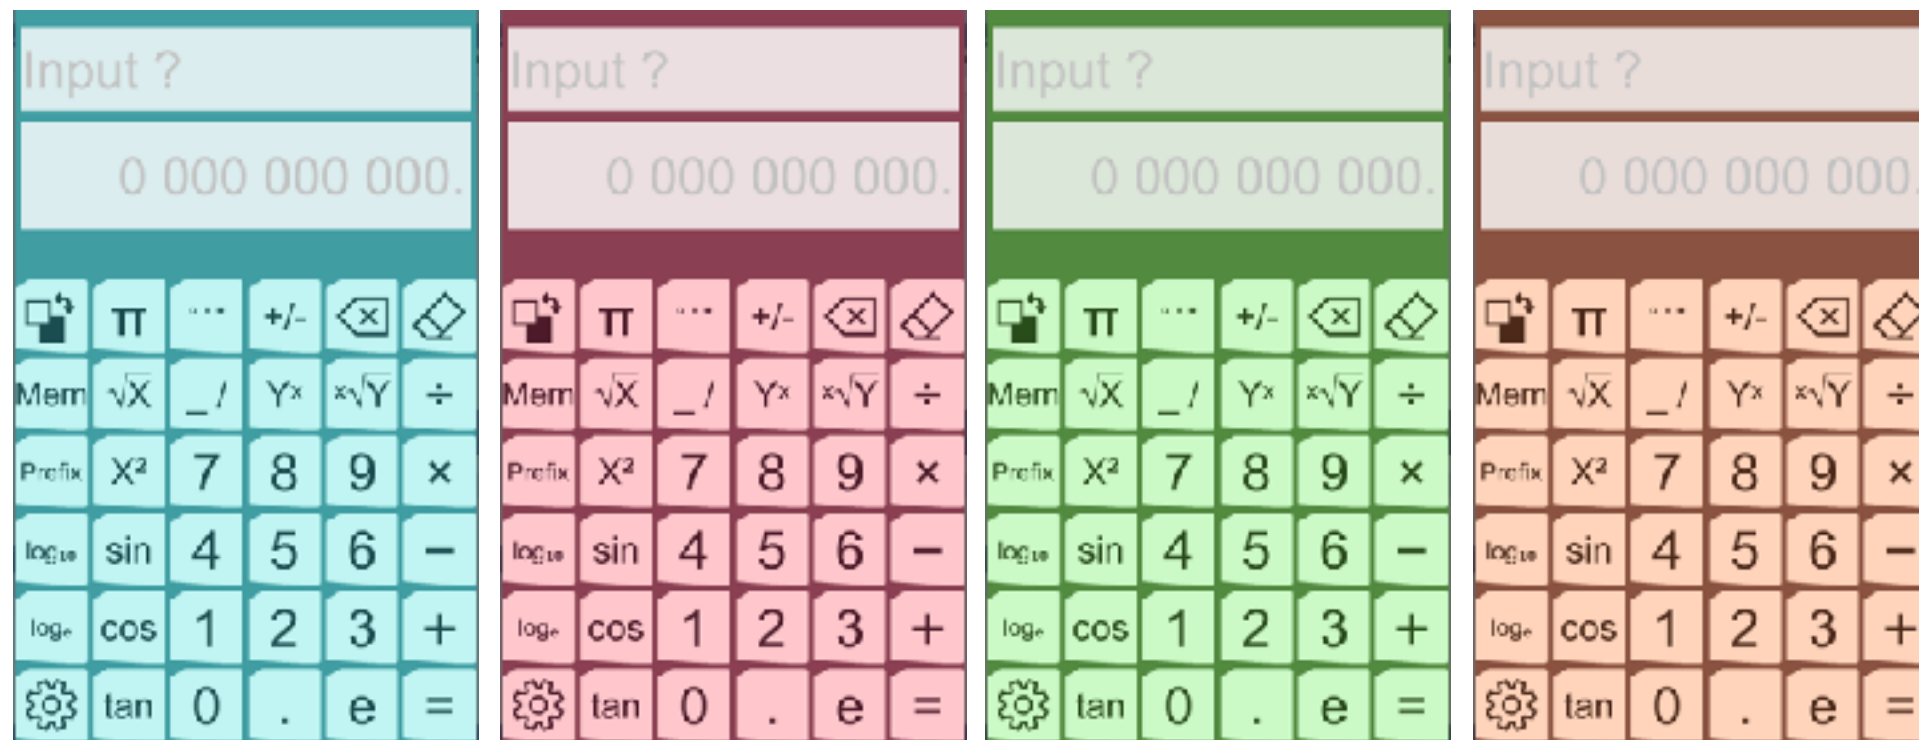 Input ? Input ? Input ? Input ?
0 000 000 000. 0 000 000 000. 0 000 000 000. 0 000 000 000.
π °'" +/- π °'" +/- π °'" +/- π °'" +/-
Mem √X _ / Yˣ ˣ√Y ÷ Mem √X _ / Yˣ ˣ√Y ÷ Mem √X _ / Yˣ ˣ√Y ÷ Mem √X _ / Yˣ ˣ√Y ÷
Prefix X² 7 8 9 × Prefix X² 7 8 9 × Prefix X² 7 8 9 × Prefix X² 7 8 9 ×
log₁₀ sin 4 5 6 − log₁₀ sin 4 5 6 − log₁₀ sin 4 5 6 − log₁₀ sin 4 5 6 −
logₑ cos 1 2 3 + logₑ cos 1 2 3 + logₑ cos 1 2 3 + logₑ cos 1 2 3 +
tan 0 . e = tan 0 . e = tan 0 . e = tan 0 . e =